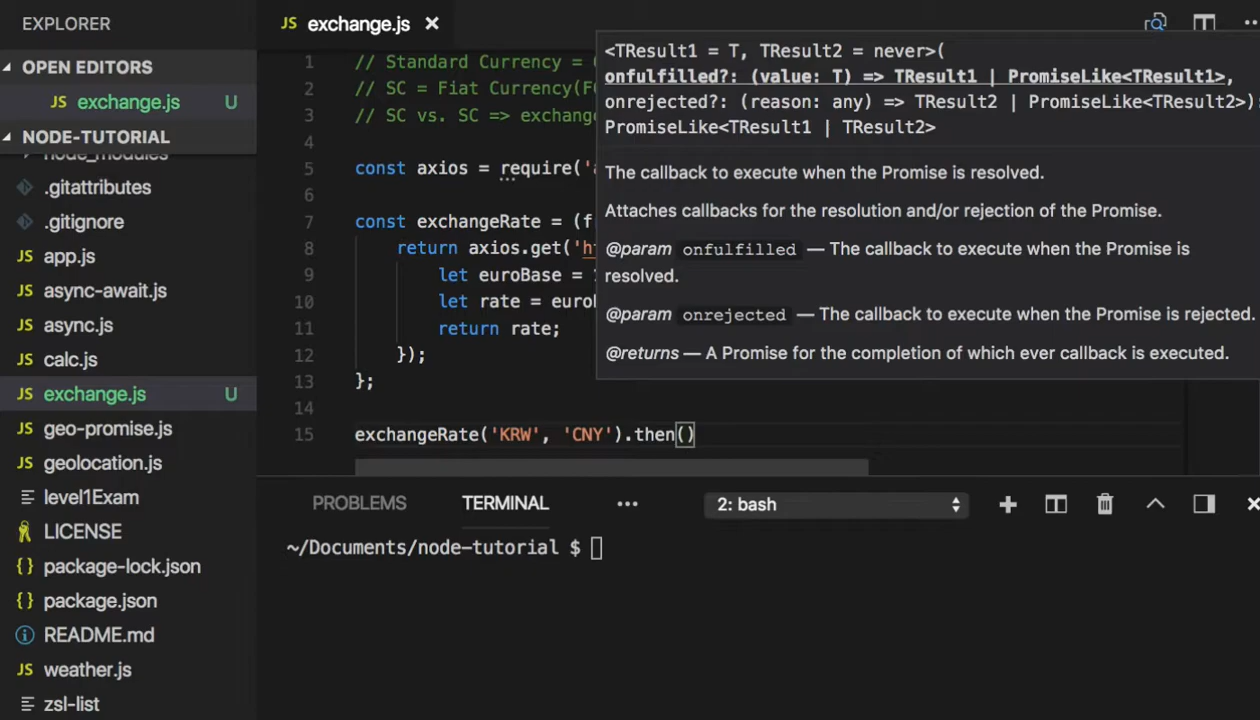 EXPLORER
OPEN EDITORS
JS exchange.js U
NODE-TUTORIAL
node_modules
.gitattributes
.gitignore
JS app.js
JS async-await.js
JS async.js
JS calc.js
JS exchange.js U
JS geo-promise.js
JS geolocation.js
level1Exam
LICENSE
{} package-lock.json
{} package.json
README.md
JS weather.js
zsl-list
JS exchange.js ×
1 // Standard Currency =
2 // SC = Fiat Currency(F
3 // SC vs. SC => exchan
4
5 const axios = require('
6
7 const exchangeRate = (f
8 return axios.get('h
9 let euroBase =
10 let rate = euro
11 return rate;
12 });
13 };
14
15 exchangeRate('KRW', 'CNY').then()
<TResult1 = T, TResult2 = never>(
onfulfilled?: (value: T) => TResult1 | PromiseLike<TResult1>,
onrejected?: (reason: any) => TResult2 | PromiseLike<TResult2>)
PromiseLike<TResult1 | TResult2>
The callback to execute when the Promise is resolved.
Attaches callbacks for the resolution and/or rejection of the Promise.
@param onfulfilled — The callback to execute when the Promise is
resolved.
@param onrejected — The callback to execute when the Promise is rejected.
@returns — A Promise for the completion of which ever callback is executed.
PROBLEMS TERMINAL ••• 2: bash
~/Documents/node-tutorial $